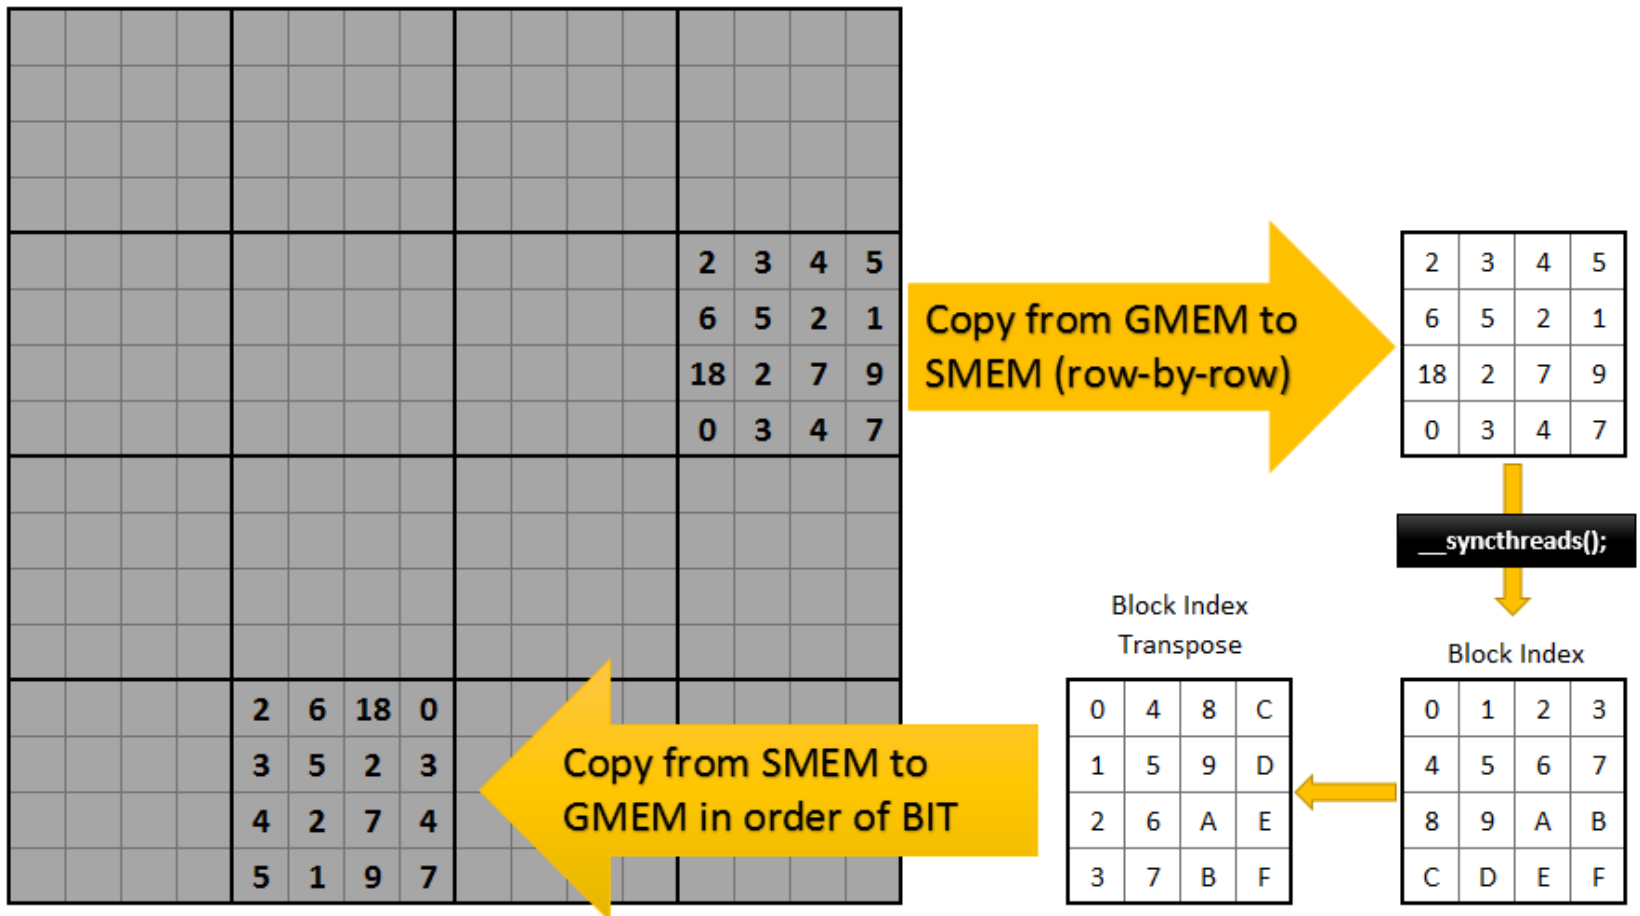 2 3 4 5
6 5 2 1
18 2 7 9
0 3 4 7
Copy from GMEM to
SMEM (row-by-row)
2 3 4 5
6 5 2 1
18 2 7 9
0 3 4 7
__syncthreads();
Block Index
0 1 2 3
4 5 6 7
8 9 A B
C D E F
Block Index
Transpose
0 4 8 C
1 5 9 D
2 6 A E
3 7 B F
Copy from SMEM to
GMEM in order of BIT
2 6 18 0
3 5 2 3
4 2 7 4
5 1 9 7